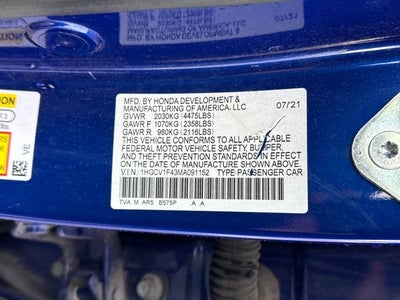 MFD. BY HONDA DEVELOPMENT &
MANUFACTURING OF AMERICA, LLC 07/21
GVWR 2030KG (4475LBS)
GAWR F 1070KG (2358LBS)
GAWR R 960KG (2116LBS)
THIS VEHICLE CONFORMS TO ALL APPLICABLE
FEDERAL MOTOR VEHICLE SAFETY, BUMPER,
AND THEFT PREVENTION STANDARDS IN EFFECT
ON THE DATE OF MANUFACTURE SHOWN ABOVE.
V.I.N.: 1HGCV1F43MA091152 TYPE: PASSENGER CAR
TVA M AR5 B575P A A